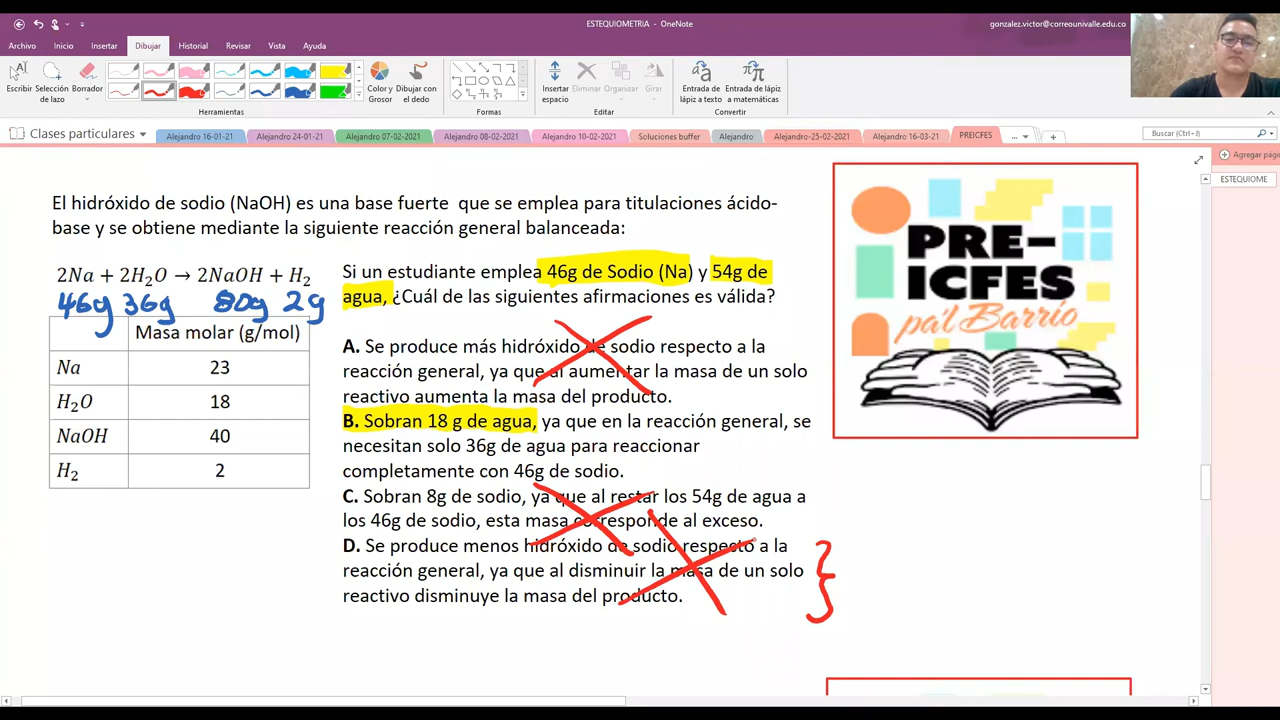 ESTEQUIOMETRIA - OneNote
gonzalez.victor@correounivalle.edu.co
Archivo Inicio Insertar Dibujar Historial Revisar Vista Ayuda
Escribir Selección de lazo Borrador Color y Grosor Dibujar con el dedo Insertar espacio Eliminar Organizar Girar Entrada de lápiz a texto Entrada de lápiz a matemáticas
Herramientas Formas Editar Convertir
Clases particulares Alejandro 16-01-21 Alejandro 24-01-21 Alejandro 07-02-2021 Alejandro 08-02-2021 Alejandro 10-02-2021 Soluciones buffer Alejandro Alejandro-25-02-2021 Alejandro 16-03-21 PREICFES ... Buscar (Ctrl+J)
Agregar pági
ESTEQUIOME
El hidróxido de sodio (NaOH) es una base fuerte que se emplea para titulaciones ácido-
base y se obtiene mediante la siguiente reacción general balanceada:
2Na + 2H₂O → 2NaOH + H₂
46g 36g 80g 2g
Masa molar (g/mol)
Na 23
H₂O 18
NaOH 40
H₂ 2
Si un estudiante emplea 46g de Sodio (Na) y 54g de
agua, ¿Cuál de las siguientes afirmaciones es válida?
A. Se produce más hidróxido de sodio respecto a la
reacción general, ya que al aumentar la masa de un solo
reactivo aumenta la masa del producto.
B. Sobran 18 g de agua, ya que en la reacción general, se
necesitan solo 36g de agua para reaccionar
completamente con 46g de sodio.
C. Sobran 8g de sodio, ya que al restar los 54g de agua a
los 46g de sodio, esta masa corresponde al exceso.
D. Se produce menos hidróxido de sodio respecto a la
reacción general, ya que al disminuir la masa de un solo
reactivo disminuye la masa del producto.
PRE-
ICFES
pa'l Barrio